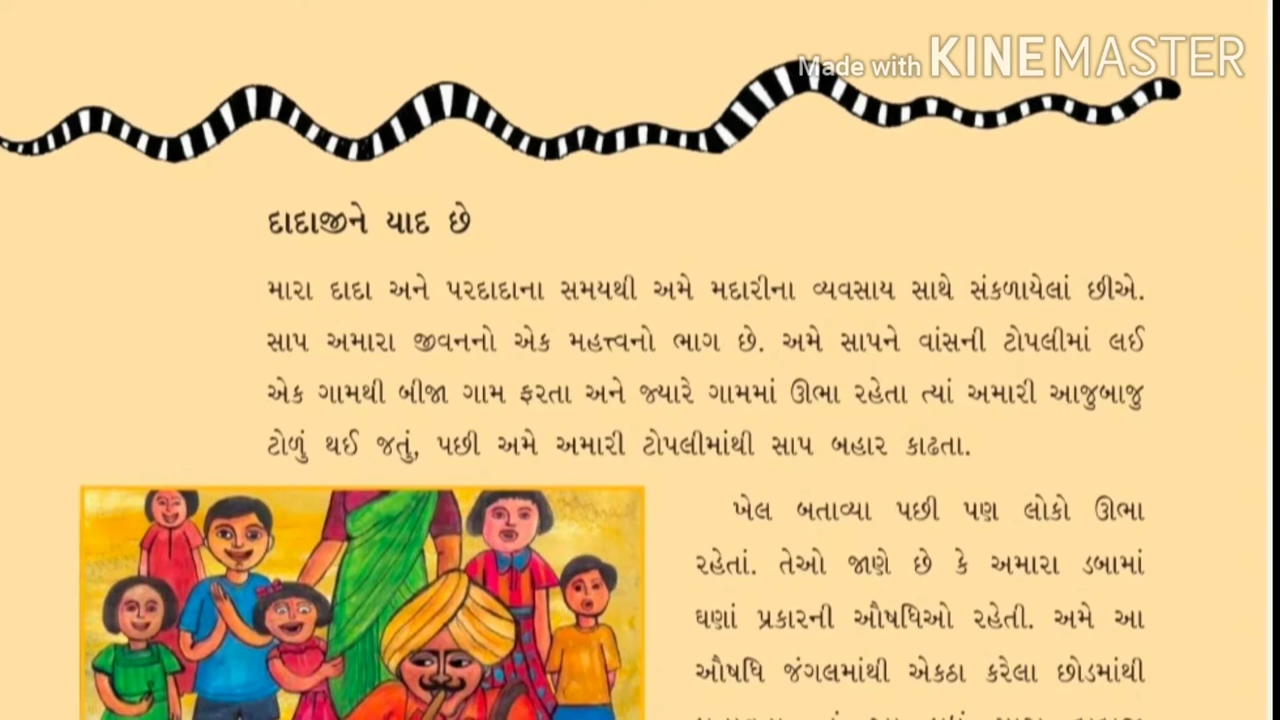 Made with KINEMASTER
દાદાજીને યાદ છે
મારા દાદા અને પરદાદાના સમયથી અમે મદારીના વ્યવસાય સાથે સંકળાયેલાં છીએ.
સાપ અમારા જીવનનો એક મહત્ત્વનો ભાગ છે. અમે સાપને વાંસની ટોપલીમાં લઈ
એક ગામથી બીજા ગામ ફરતા અને જ્યારે ગામમાં ઊભા રહેતા ત્યાં અમારી આજુબાજુ
ટોળું થઈ જતું, પછી અમે અમારી ટોપલીમાંથી સાપ બહાર કાઢતા.
ખેલ બતાવ્યા પછી પણ લોકો ઊભા
રહેતાં. તેઓ જાણે છે કે અમારા ડબામાં
ઘણાં પ્રકારની ઔષધિઓ રહેતી. અમે આ
ઔષધિ જંગલમાંથી એકઠા કરેલા છોડમાંથી